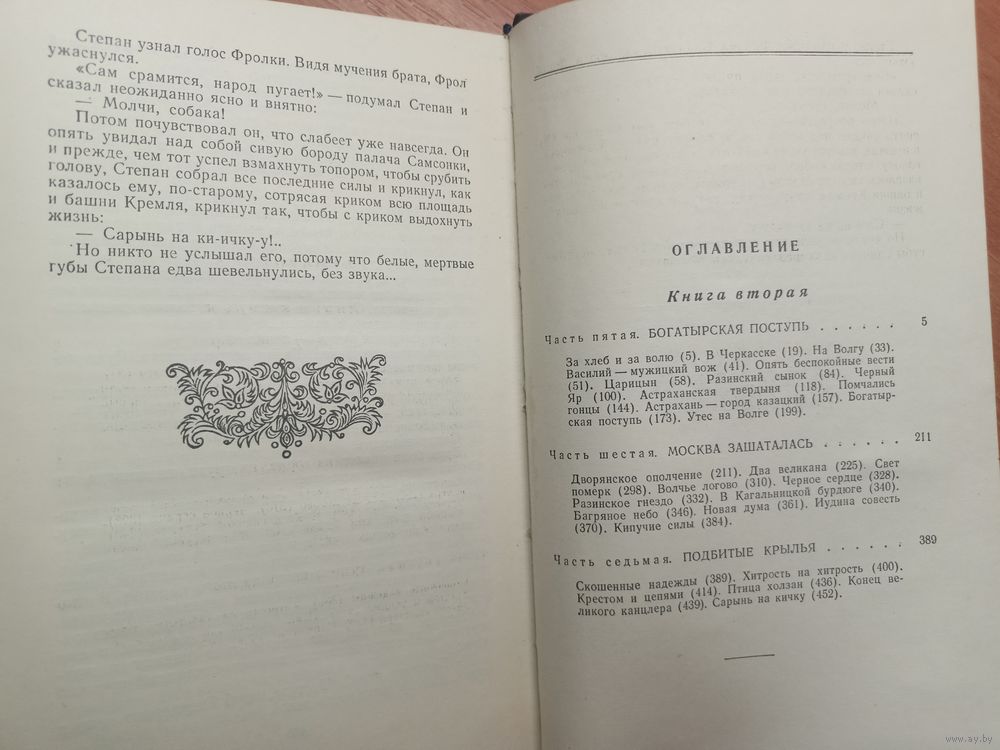 Степан узнал голос Фролки. Видя мучения брата, Фрол
ужаснулся.
«Сам срамится, народ пугает!» — подумал Степан и
сказал неожиданно ясно и внятно:
— Молчи, собака!
Потом почувствовал он, что слабеет уже навсегда. Он
опять увидал над собой сивую бороду палача Самсонки,
и прежде, чем тот успел взмахнуть топором, чтобы срубить
голову, Степан собрал все последние силы и крикнул, как
казалось ему, по-старому, сотрясая криком всю площадь
и башни Кремля, крикнул так, чтобы с криком выдохнуть
жизнь:
— Сарынь на ки-ичку-у!..
Но никто не услышал его, потому что белые, мертвые
губы Степана едва шевельнулись, без звука...
ОГЛАВЛЕНИЕ
Книга вторая
Часть пятая. БОГАТЫРСКАЯ ПОСТУПЬ . . . . . . 5
За хлеб и за волю (5). В Черкасске (19). На Волгу (33).
Василий — мужицкий вож (41). Опять беспокойные вести
(51). Царицын (58). Разинский сынок (84). Черный
Яр (100). Астраханская твердыня (118). Помчались
гонцы (144). Астрахань — город казацкий (157). Богатыр-
ская поступь (173). Утес на Волге (199).
Часть шестая. МОСКВА ЗАШАТАЛАСЬ . . . . . 211
Дворянское ополчение (211). Два великана (225). Свет
померк (298). Волчье логово (310). Черное сердце (328).
Разинское гнездо (332). В Кагальницкой бурдюге (340).
Багряное небо (346). Новая дума (361). Иудина совесть
(370). Кипучие силы (384).
Часть седьмая. ПОДБИТЫЕ КРЫЛЬЯ . . . . . . 389
Скошенные надежды (389). Хитрость на хитрость (400).
Крестом и цепями (414). Птица холзан (436). Конец ве-
ликого канцлера (439). Сарынь на кичку (452).
www.ay.by